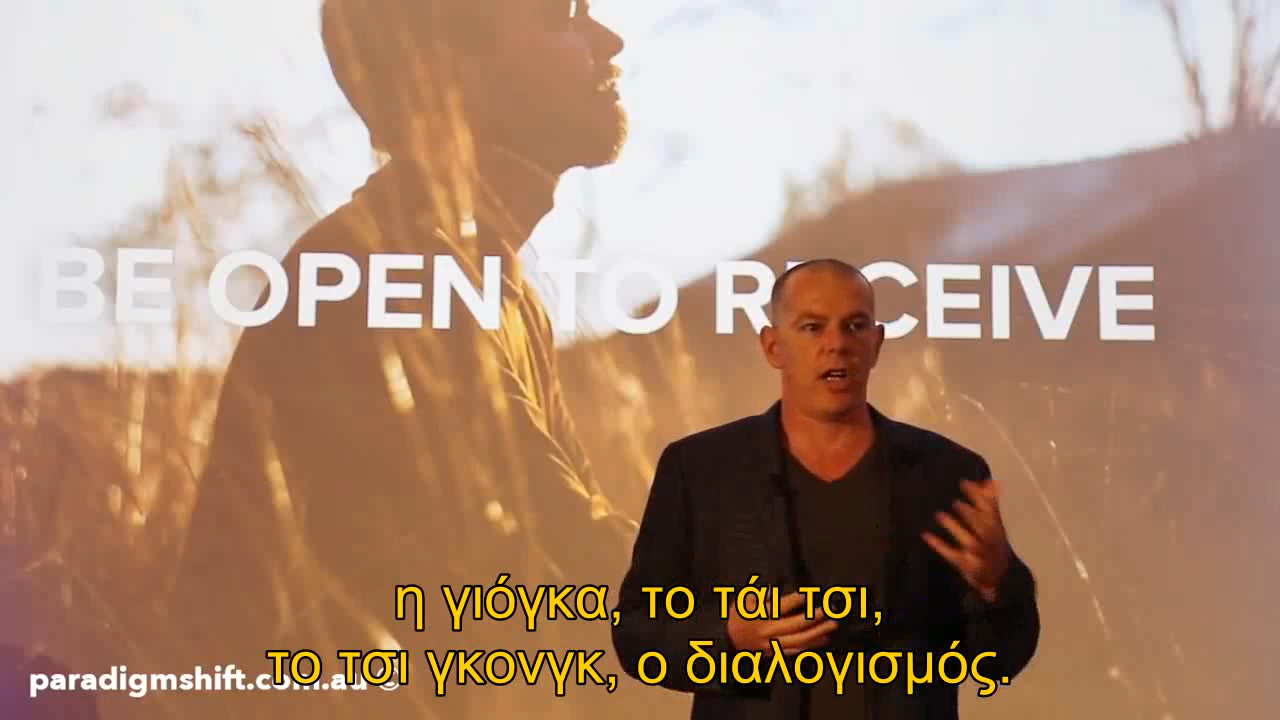 BE OPEN TO RECEIVE
η γιόγκα, το τάι τσι,
το τσι γκονγκ, ο διαλογισμός.
paradigmshift.com.au ©